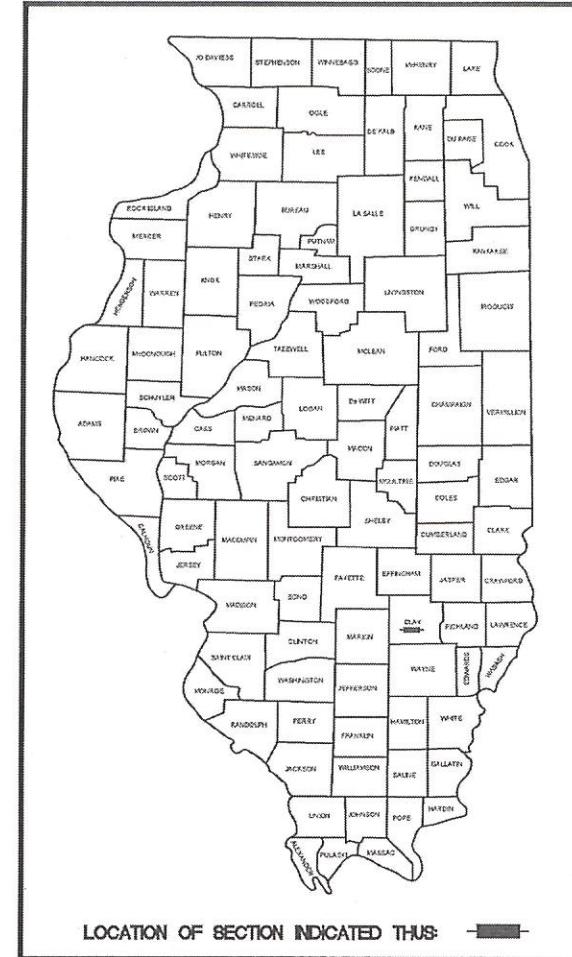 JO DAVIESS STEPHENSON WINNEBAGO BOONE McHENRY LAKE
CARROLL OGLE DE KALB KANE DU PAGE COOK
WHITESIDE LEE KENDALL WILL
ROCK ISLAND HENRY BUREAU LA SALLE GRUNDY
MERCER PUTNAM KANKAKEE
STARK MARSHALL
HENDERSON WARREN KNOX PEORIA WOODFORD LIVINGSTON IROQUOIS
HANCOCK McDONOUGH FULTON TAZEWELL McLEAN FORD
SCHUYLER MASON
ADAMS BROWN CASS MENARD LOGAN DE WITT PIATT CHAMPAIGN VERMILLION
PIKE SCOTT MORGAN SANGAMON MACON DOUGLAS
CHRISTIAN MOULTRIE COLES EDGAR
CALHOUN GREENE MACOUPIN MONTGOMERY SHELBY CUMBERLAND CLARK
JERSEY FAYETTE EFFINGHAM JASPER CRAWFORD
MADISON BOND
CLINTON MARION CLAY RICHLAND LAWRENCE
SAINT CLAIR WASHINGTON WAYNE EDWARDS WABASH
MONROE JEFFERSON
RANDOLPH PERRY HAMILTON WHITE
FRANKLIN
JACKSON WILLIAMSON SALINE GALLATIN
UNION JOHNSON POPE HARDIN
ALEXANDER PULASKI MASSAC
LOCATION OF SECTION INDICATED THUS: